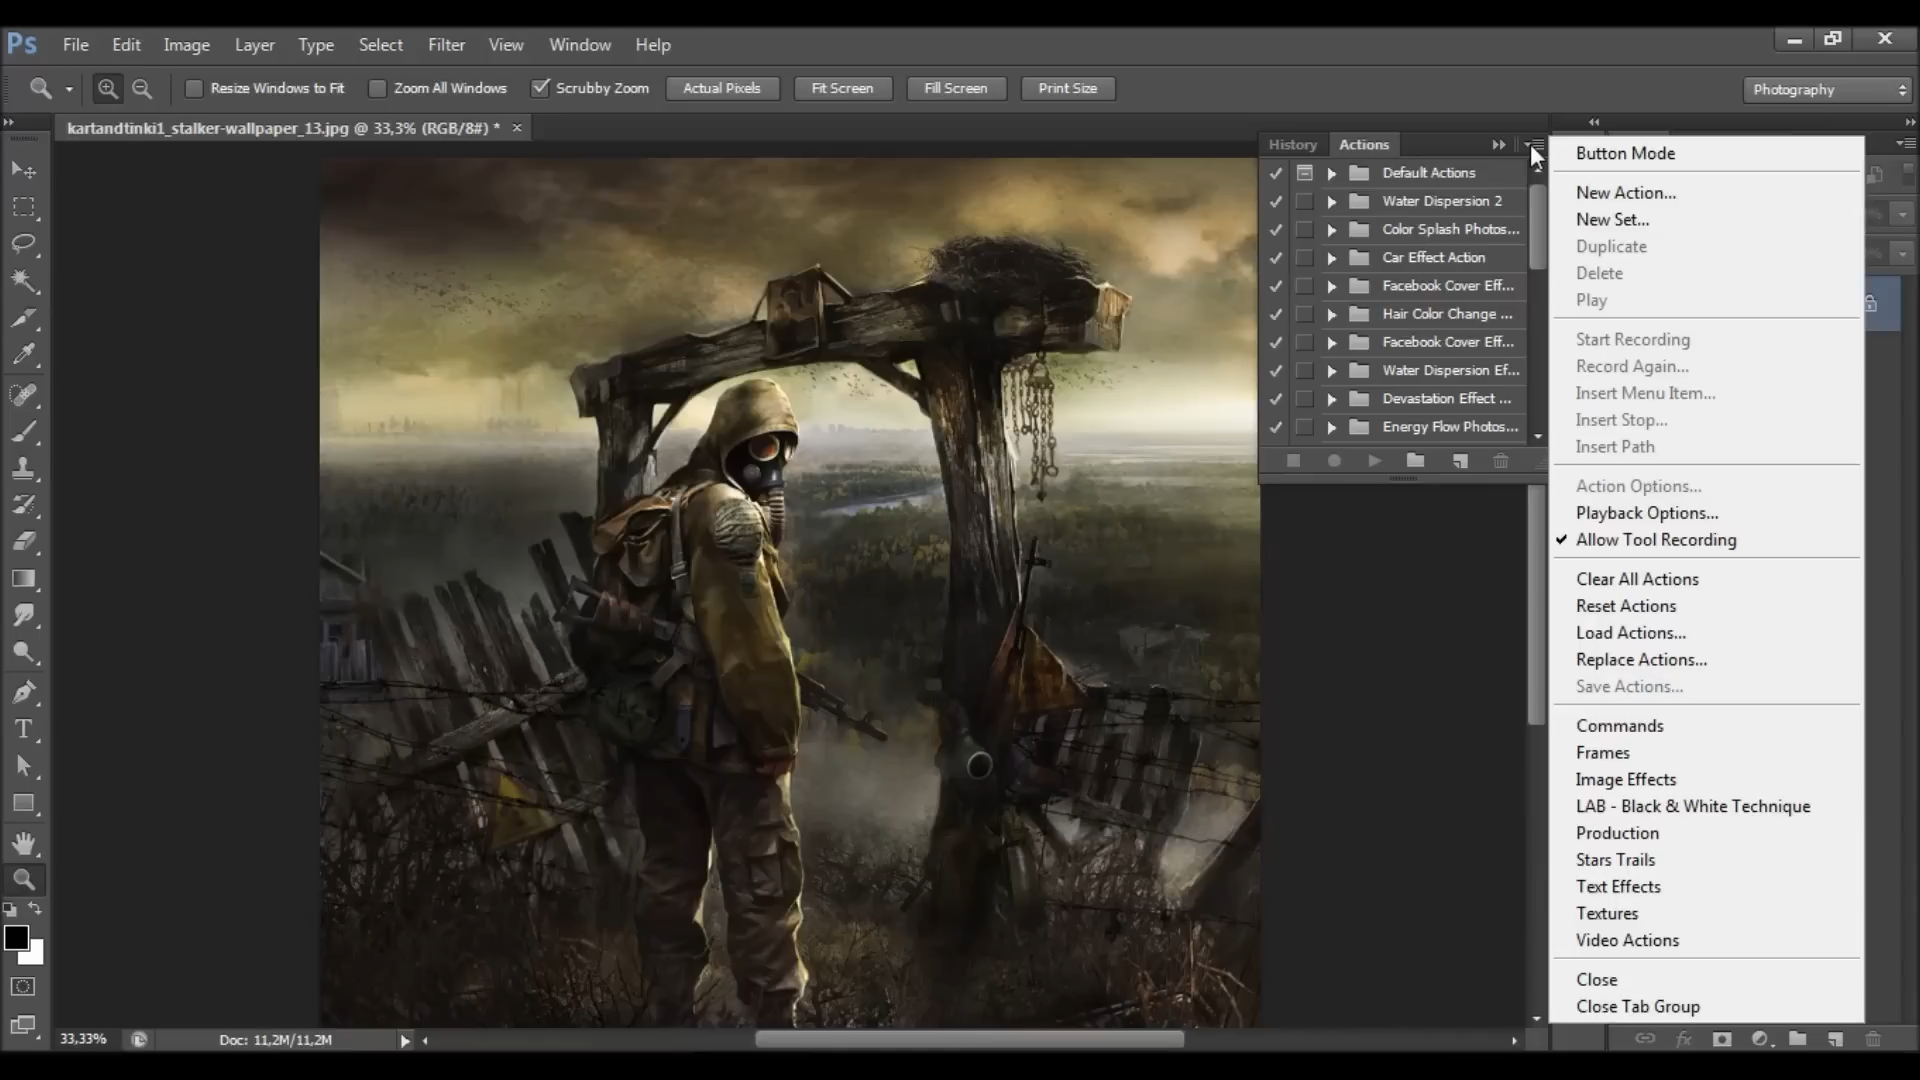 Ps File Edit Image Layer Type Select Filter View Window Help
Resize Windows to Fit Zoom All Windows Scrubby Zoom Actual Pixels Fit Screen Fill Screen Print Size Photography
kartandtinki1_stalker-wallpaper_13.jpg @ 33,3% (RGB/8#) * ×
History Actions
Default Actions
Water Dispersion 2
Color Splash Photos...
Car Effect Action
Facebook Cover Eff...
Hair Color Change ...
Facebook Cover Eff...
Water Dispersion Ef...
Devastation Effect ...
Energy Flow Photos...
Button Mode
New Action...
New Set...
Duplicate
Delete
Play
Start Recording
Record Again...
Insert Menu Item...
Insert Stop...
Insert Path
Action Options...
Playback Options...
Allow Tool Recording
Clear All Actions
Reset Actions
Load Actions...
Replace Actions...
Save Actions...
Commands
Frames
Image Effects
LAB - Black & White Technique
Production
Stars Trails
Text Effects
Textures
Video Actions
Close
Close Tab Group
33,33% Doc: 11,2M/11,2M
fx